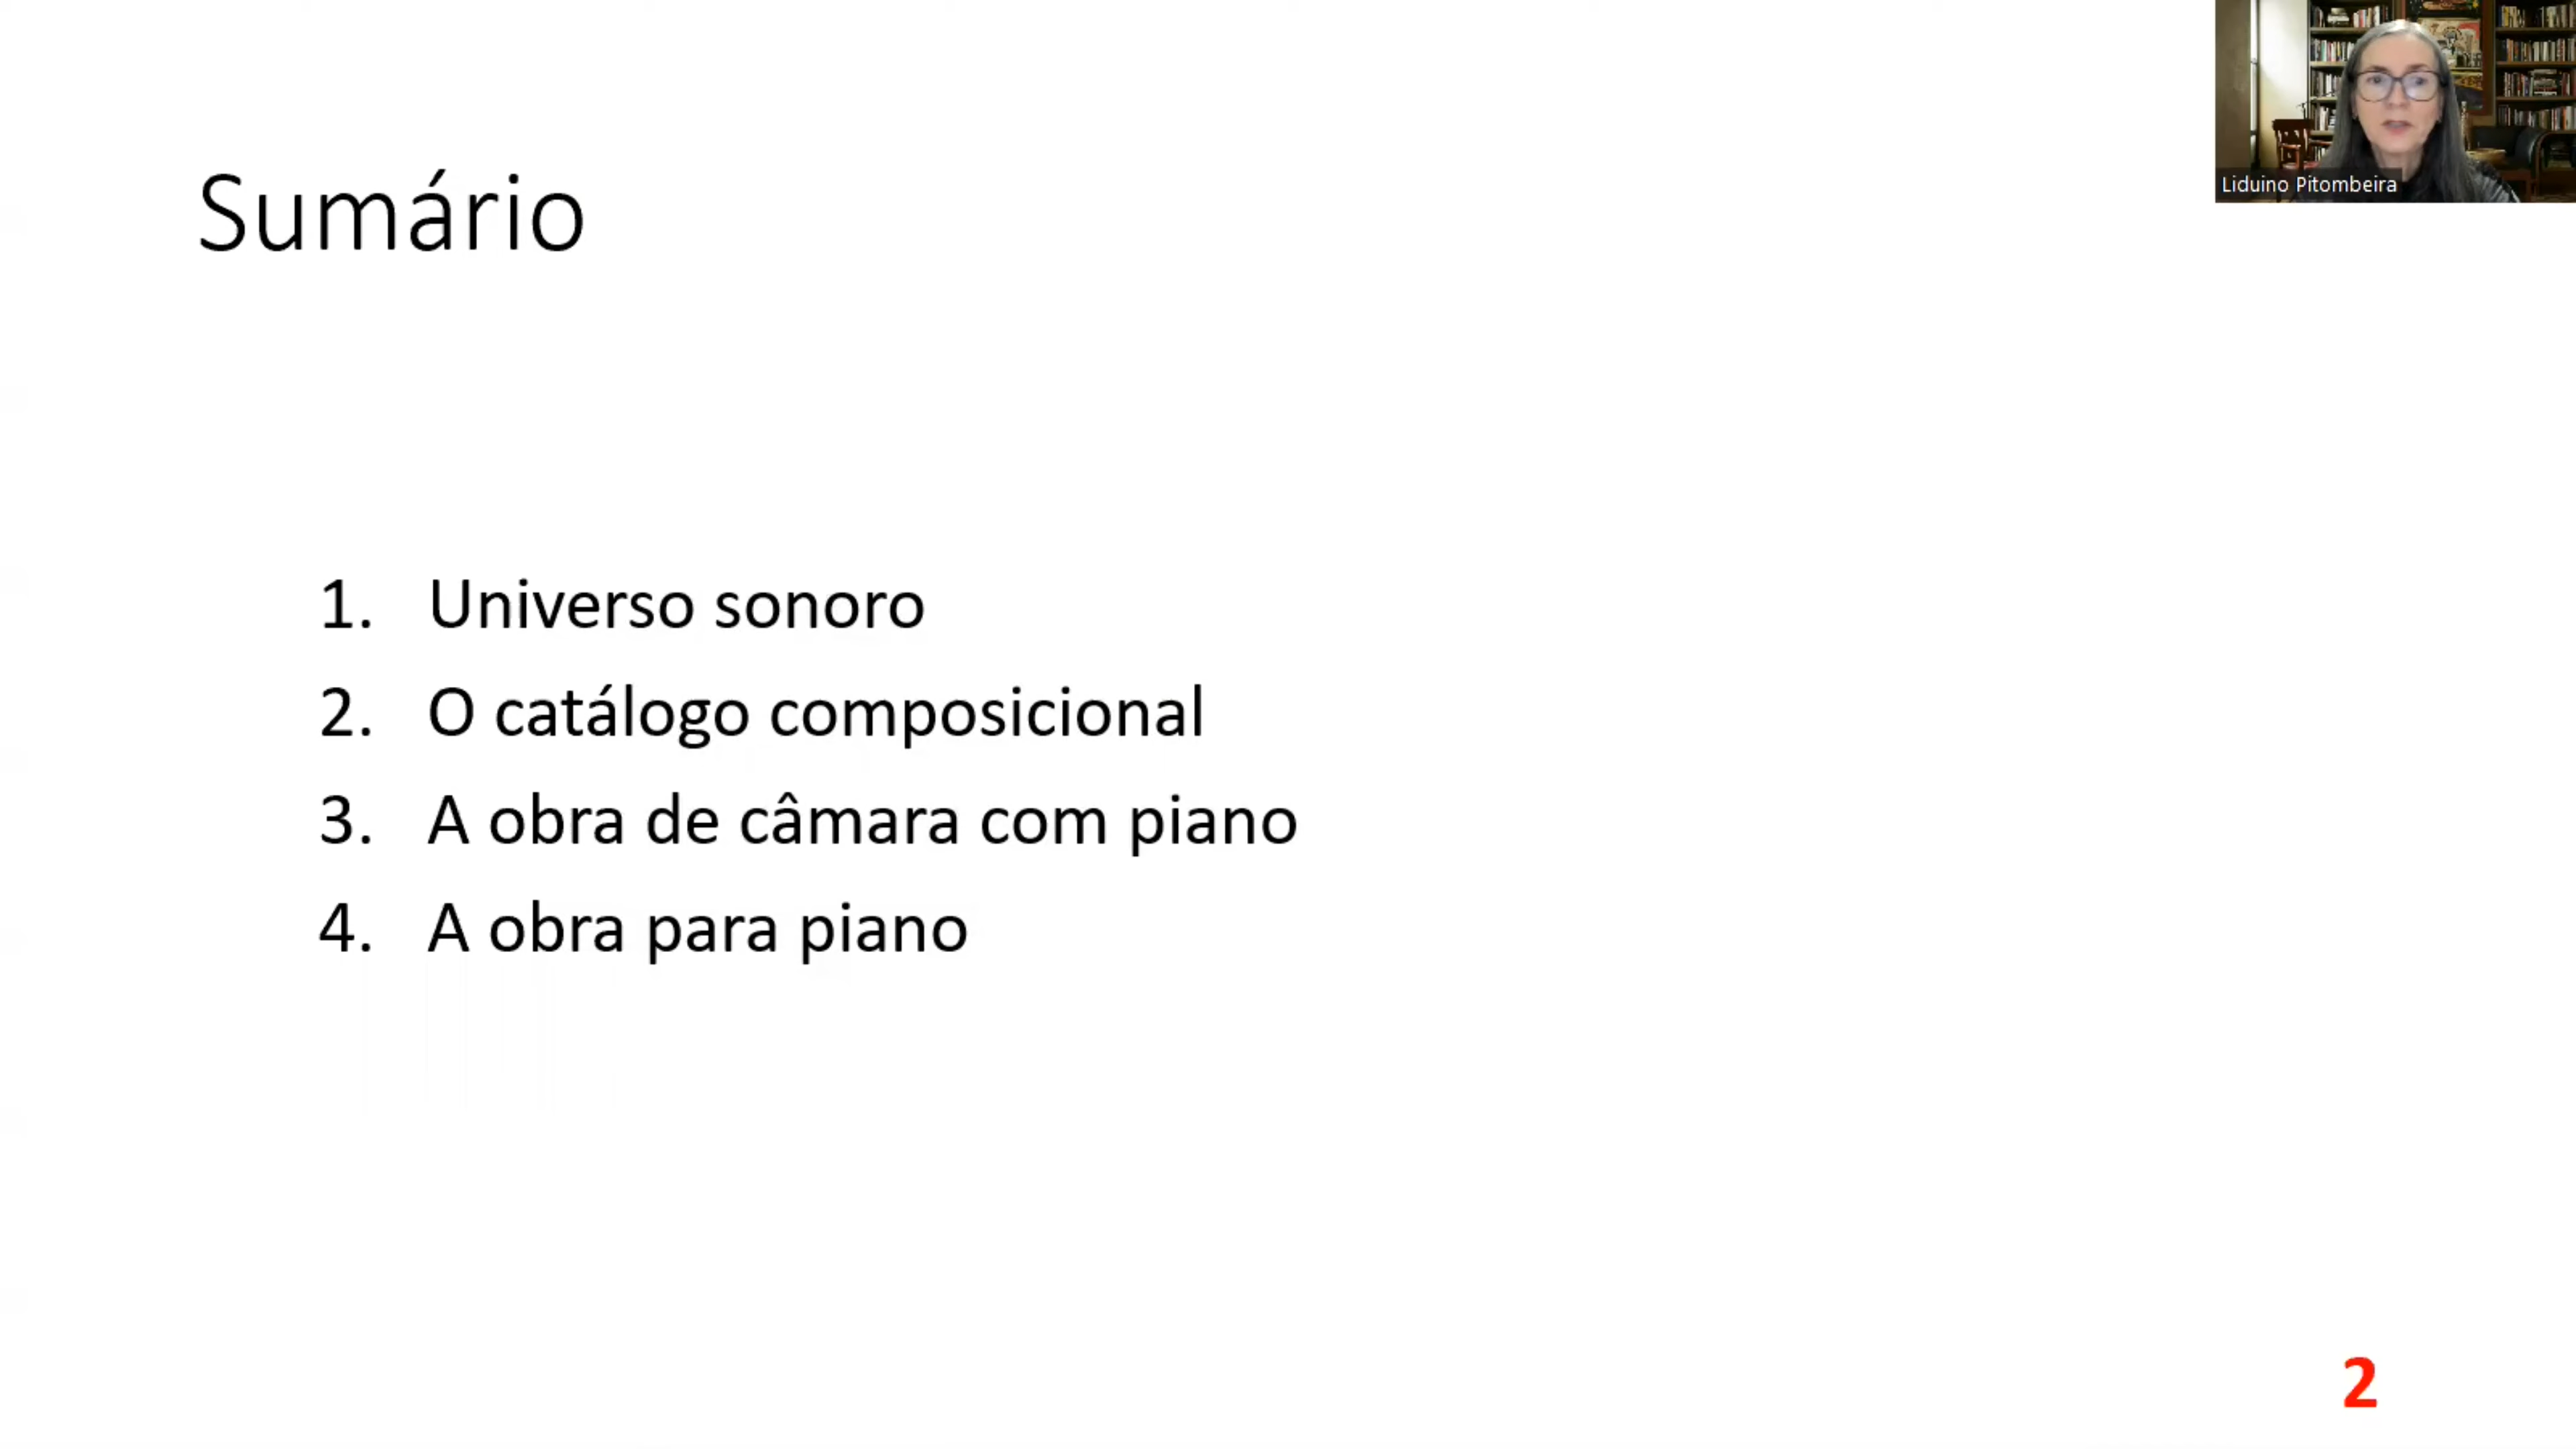 Sumário
Liduino Pitombeira
1. Universo sonoro
2. O catálogo composicional
3. A obra de câmara com piano
4. A obra para piano
2